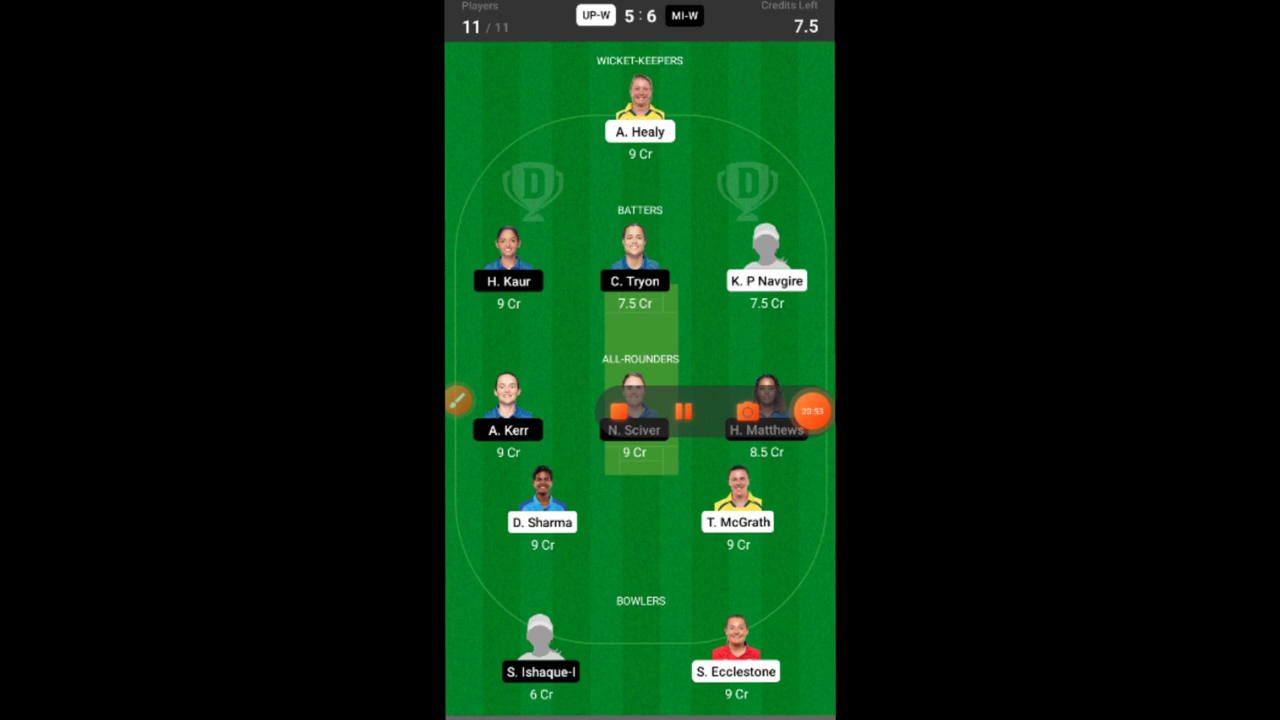 Players
Credits Left
11 / 11
UP-W 5 : 6 MI-W
7.5
WICKET-KEEPERS
A. Healy
9 Cr
D D
BATTERS
H. Kaur C. Tryon K. P Navgire
9 Cr 7.5 Cr 7.5 Cr
ALL-ROUNDERS
20:53
A. Kerr N. Sciver H. Matthews
9 Cr 9 Cr 8.5 Cr
D. Sharma T. McGrath
9 Cr 9 Cr
BOWLERS
S. Ishaque-I S. Ecclestone
6 Cr 9 Cr